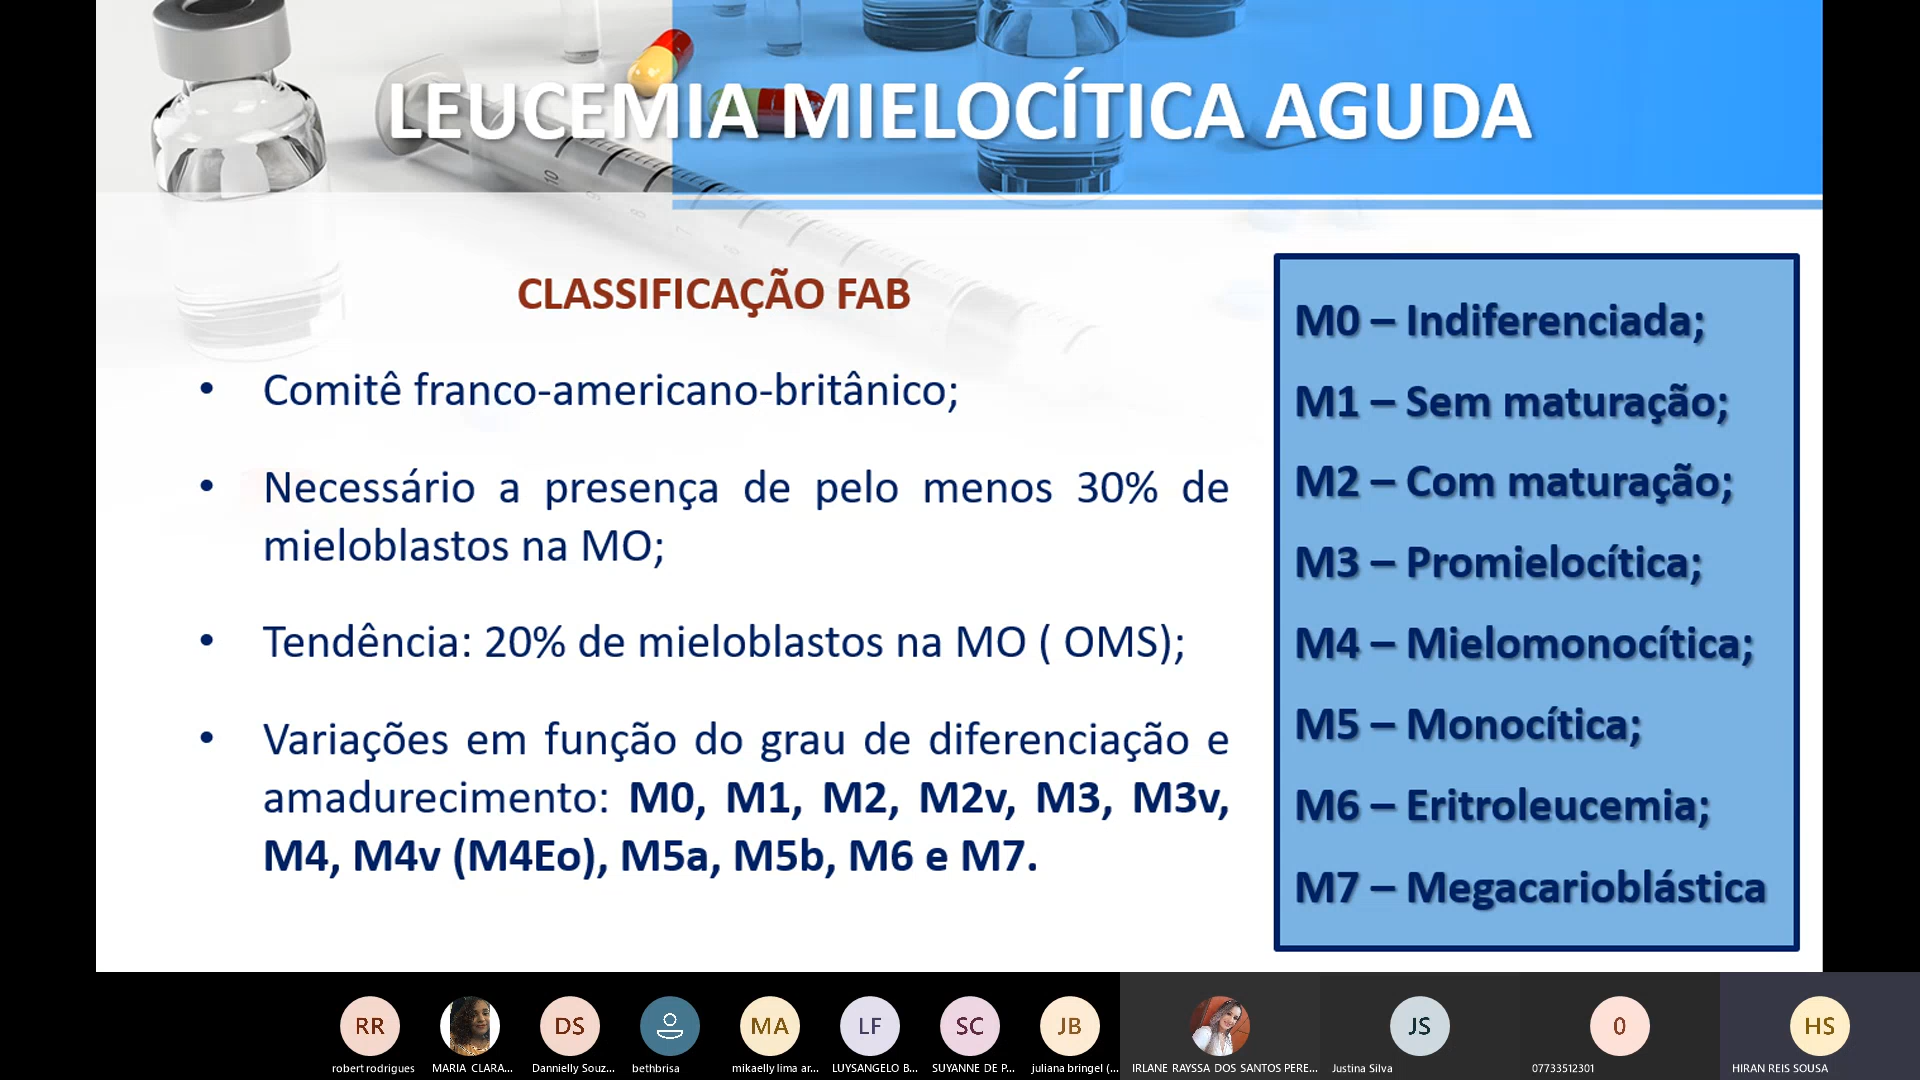 LEUCEMIA MIELOCÍTICA AGUDA
CLASSIFICAÇÃO FAB
• Comitê franco-americano-britânico;
• Necessário a presença de pelo menos 30% de
mieloblastos na MO;
• Tendência: 20% de mieloblastos na MO ( OMS);
• Variações em função do grau de diferenciação e
amadurecimento: M0, M1, M2, M2v, M3, M3v,
M4, M4v (M4Eo), M5a, M5b, M6 e M7.
M0 – Indiferenciada;
M1 – Sem maturação;
M2 – Com maturação;
M3 – Promielocítica;
M4 – Mielomonocítica;
M5 – Monocítica;
M6 – Eritroleucemia;
M7 – Megacarioblástica
RR
DS
MA
LF
SC
JB
JS
0
HS
robert rodrigues
MARIA CLARA...
Dannielly Souz...
bethbrisa
mikaelly lima ar...
LUYSANGELO B...
SUYANNE DE P...
juliana bringel (...
IRLANE RAYSSA DOS SANTOS PERE...
Justina Silva
07733512301
HIRAN REIS SOUSA